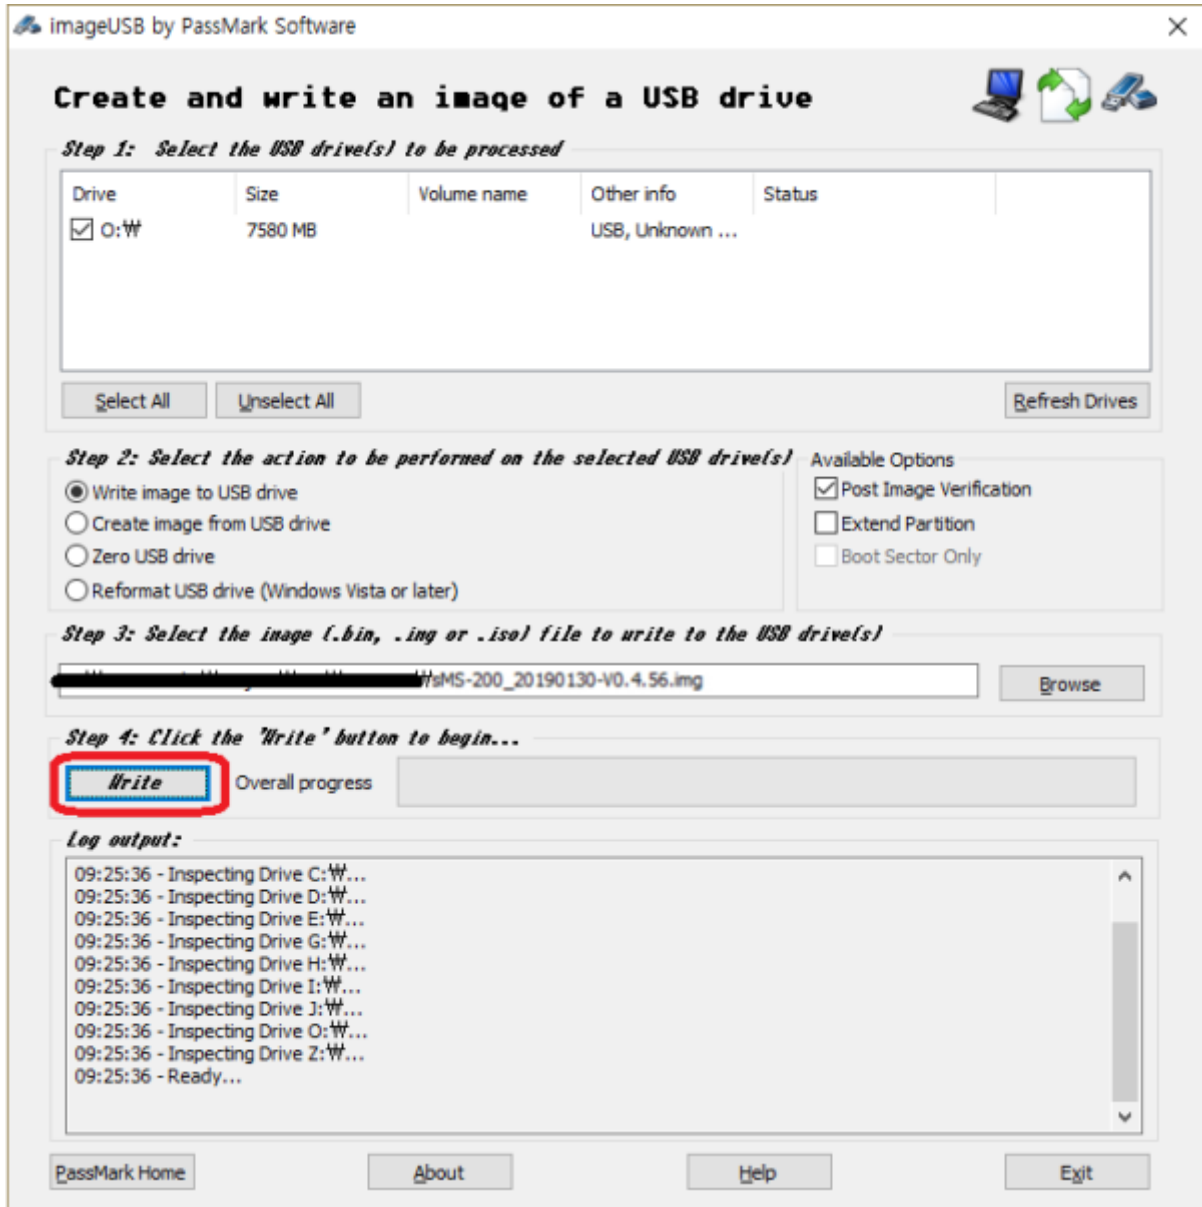 imageUSB by PassMark Software
Create and write an image of a USB drive
Step 1: Select the USB drive(s) to be processed
Drive Size Volume name Other info Status
O:₩ 7580 MB USB, Unknown ...
Select All Unselect All Refresh Drives
Step 2: Select the action to be performed on the selected USB drive(s) Available Options
Write image to USB drive Post Image Verification
Create image from USB drive Extend Partition
Zero USB drive Boot Sector Only
Reformat USB drive (Windows Vista or later)
Step 3: Select the image (.bin, .img or .iso) file to write to the USB drive(s)
₩sMS-200_20190130-V0.4.56.img Browse
Step 4: Click the 'Write' button to begin...
Write Overall progress
Log output:
09:25:36 - Inspecting Drive C:₩...
09:25:36 - Inspecting Drive D:₩...
09:25:36 - Inspecting Drive E:₩...
09:25:36 - Inspecting Drive G:₩...
09:25:36 - Inspecting Drive H:₩...
09:25:36 - Inspecting Drive I:₩...
09:25:36 - Inspecting Drive J:₩...
09:25:36 - Inspecting Drive O:₩...
09:25:36 - Inspecting Drive Z:₩...
09:25:36 - Ready...
PassMark Home About Help Exit